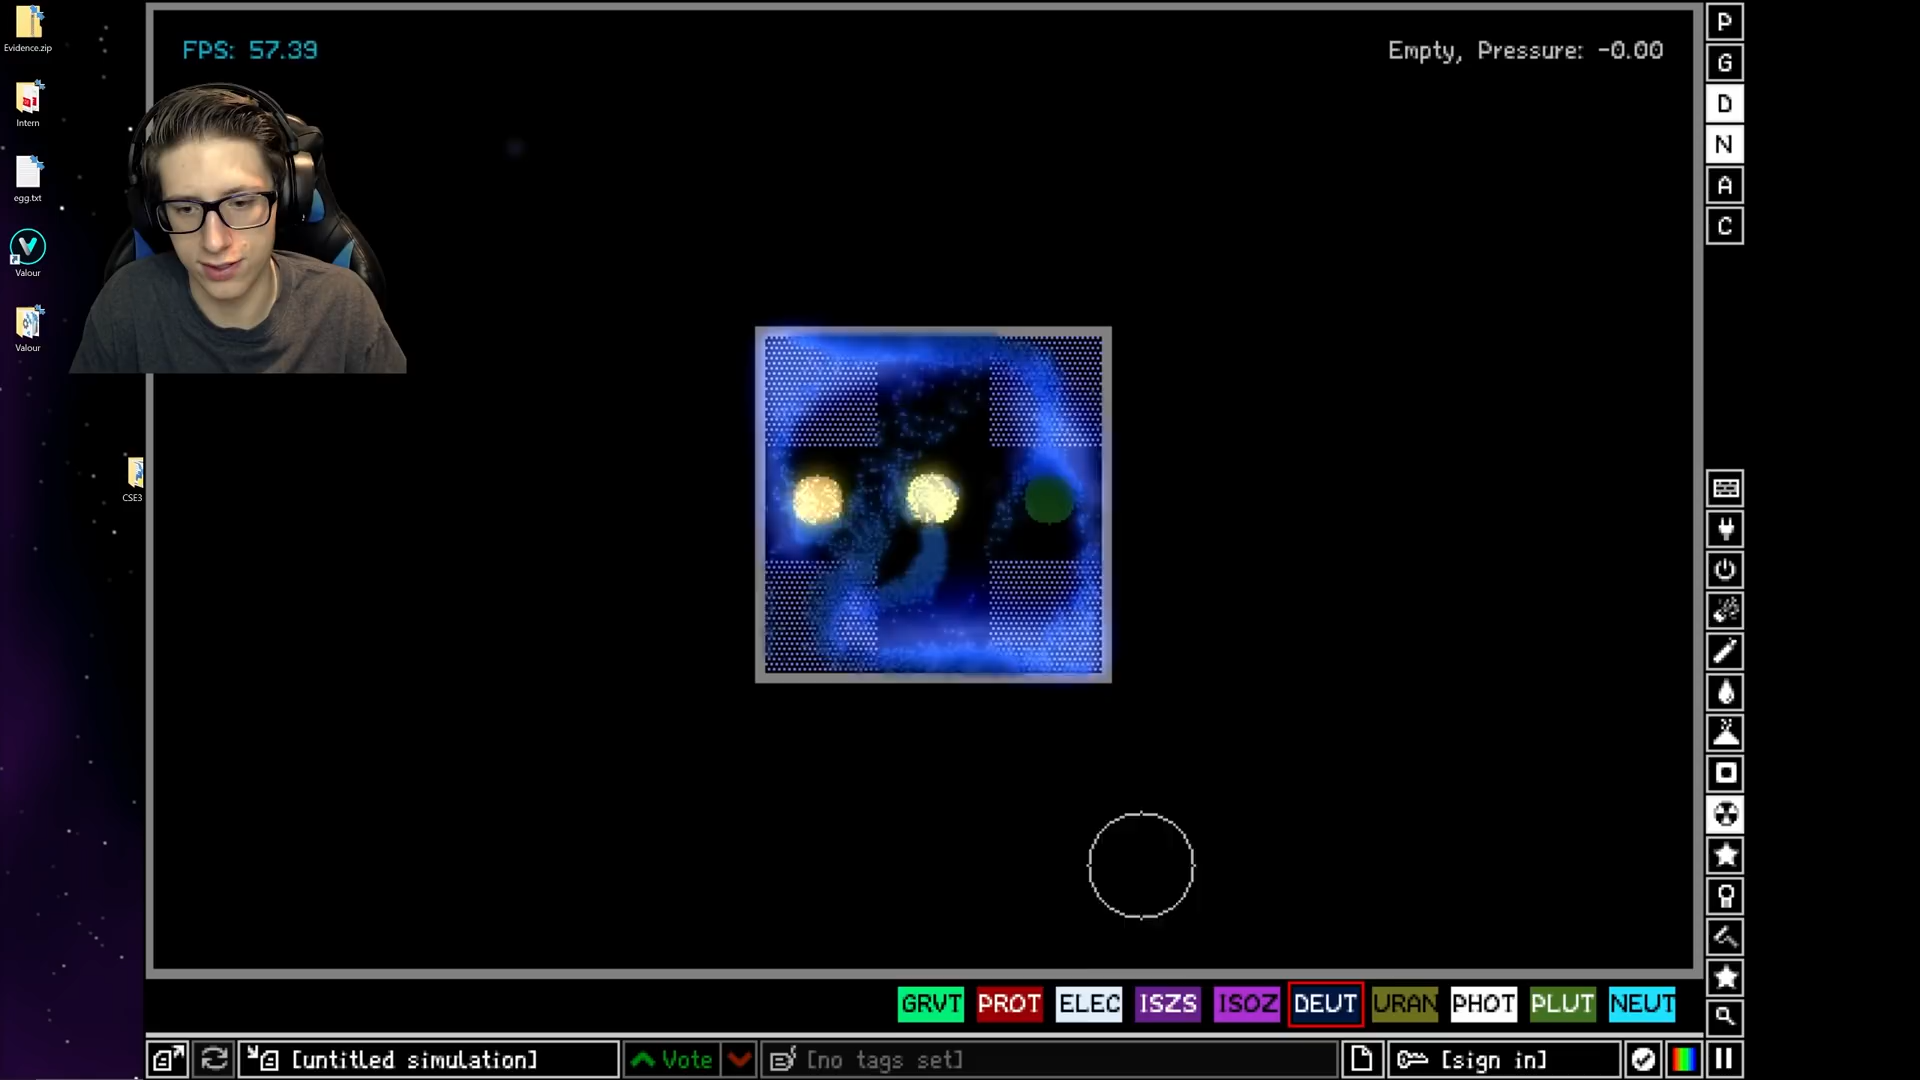 Evidence.zip
Intern
egg.txt
Valour
Valour
CSE3
FPS: 57.39
Empty, Pressure: -0.00
P
G
D
N
A
C
GRVT PROT ELEC ISZS ISOZ DEUT URAN PHOT PLUT NEUT
[untitled simulation] Vote [no tags set] [sign in]